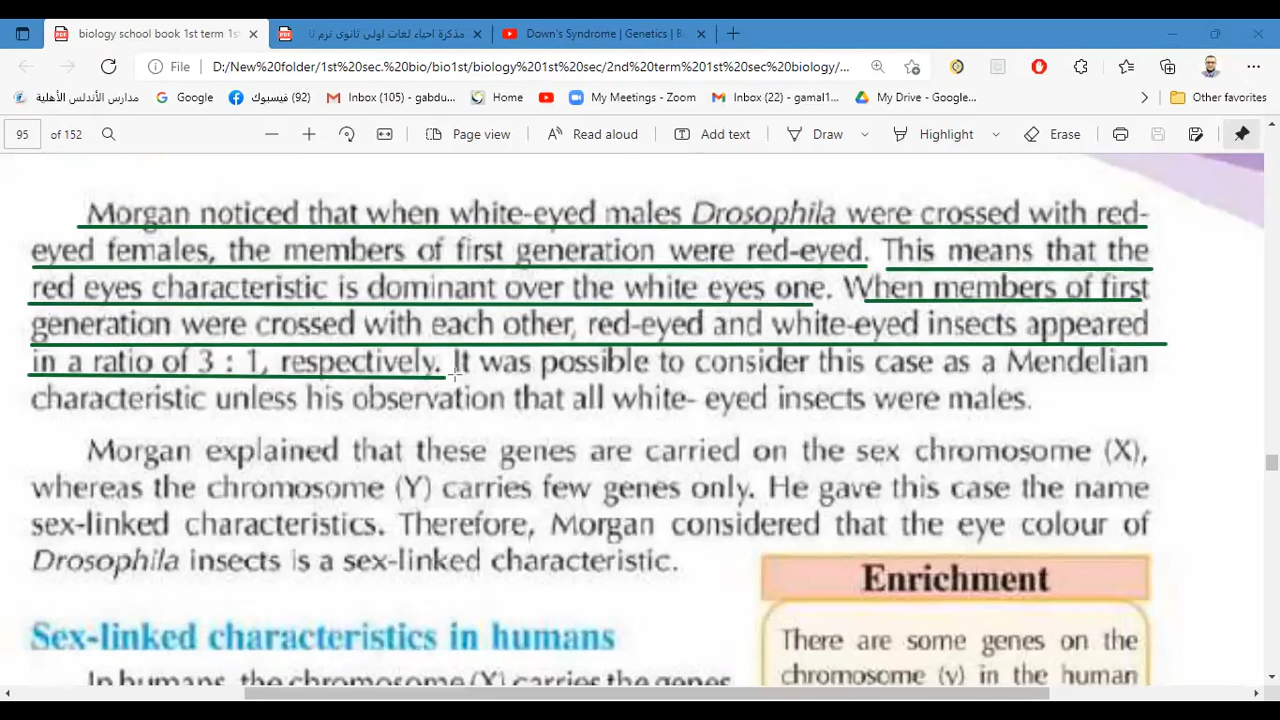 biology school book 1st term 1s
مذكرة احياء لغات اولي ثانوي ترم
Down's Syndrome | Genetics |
File
D:/New%20folder/1st%20sec.%20bio/bio1st/biology%201st%20sec/2nd%20term%201st%20sec%20biology/...
مدارس الأندلس الأهلية
Google
فيسبوك (92)
Inbox (105) - gabdu...
Home
My Meetings - Zoom
Inbox (22) - gamal1...
My Drive - Google...
Other favorites
95 of 152
Page view
Read aloud
Add text
Draw
Highlight
Erase
Morgan noticed that when white-eyed males Drosophila were crossed with red-
eyed females, the members of first generation were red-eyed. This means that the
red eyes characteristic is dominant over the white eyes one. When members of first
generation were crossed with each other, red-eyed and white-eyed insects appeared
in a ratio of 3 : 1, respectively. It was possible to consider this case as a Mendelian
characteristic unless his observation that all white- eyed insects were males.
Morgan explained that these genes are carried on the sex chromosome (X),
whereas the chromosome (Y) carries few genes only. He gave this case the name
sex-linked characteristics. Therefore, Morgan considered that the eye colour of
Drosophila insects is a sex-linked characteristic.
Enrichment
Sex-linked characteristics in humans
There are some genes on the
chromosome (y) in the human
In humans, the chromosome (X) carries the genes